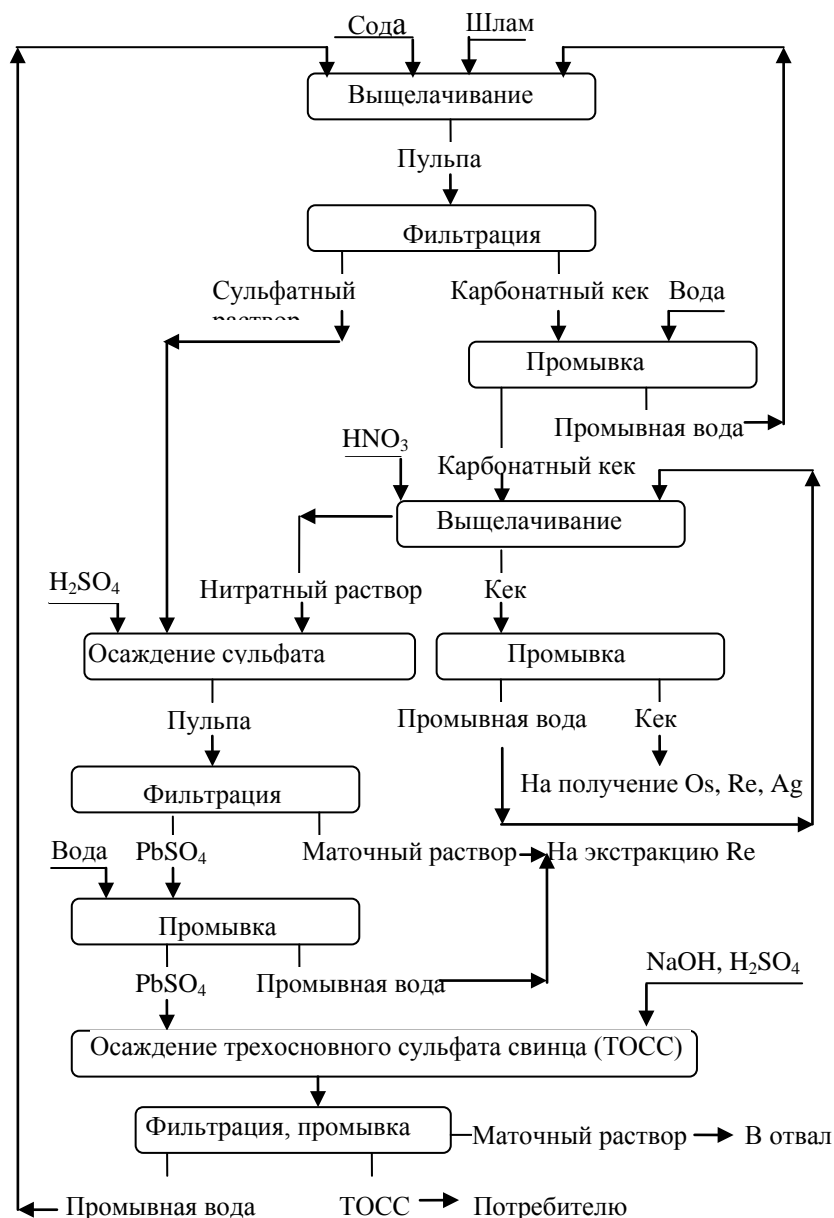 Сода Шлам
Выщелачивание
Пульпа
Фильтрация
Сульфатный
раствор
Карбонатный кек Вода
Промывка
Промывная вода
HNO3
Карбонатный кек
Выщелачивание
H2SO4
Нитратный раствор Кек
Осаждение сульфата Промывка
Пульпа Промывная вода Кек
Фильтрация На получение Os, Re, Ag
Вода PbSO4 Маточный раствор На экстракцию Re
Промывка
PbSO4 Промывная вода NaOH, H2SO4
Осаждение трехосновного сульфата свинца (ТОСС)
Фильтрация, промывка Маточный раствор В отвал
Промывная вода ТОСС Потребителю